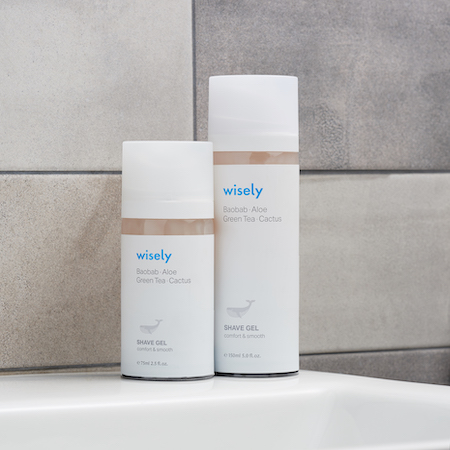 wisely
Baobab · Aloe
Green Tea · Cactus
SHAVE GEL
comfort & smooth
wisely
Baobab · Aloe
Green Tea · Cactus
SHAVE GEL
comfort & smooth